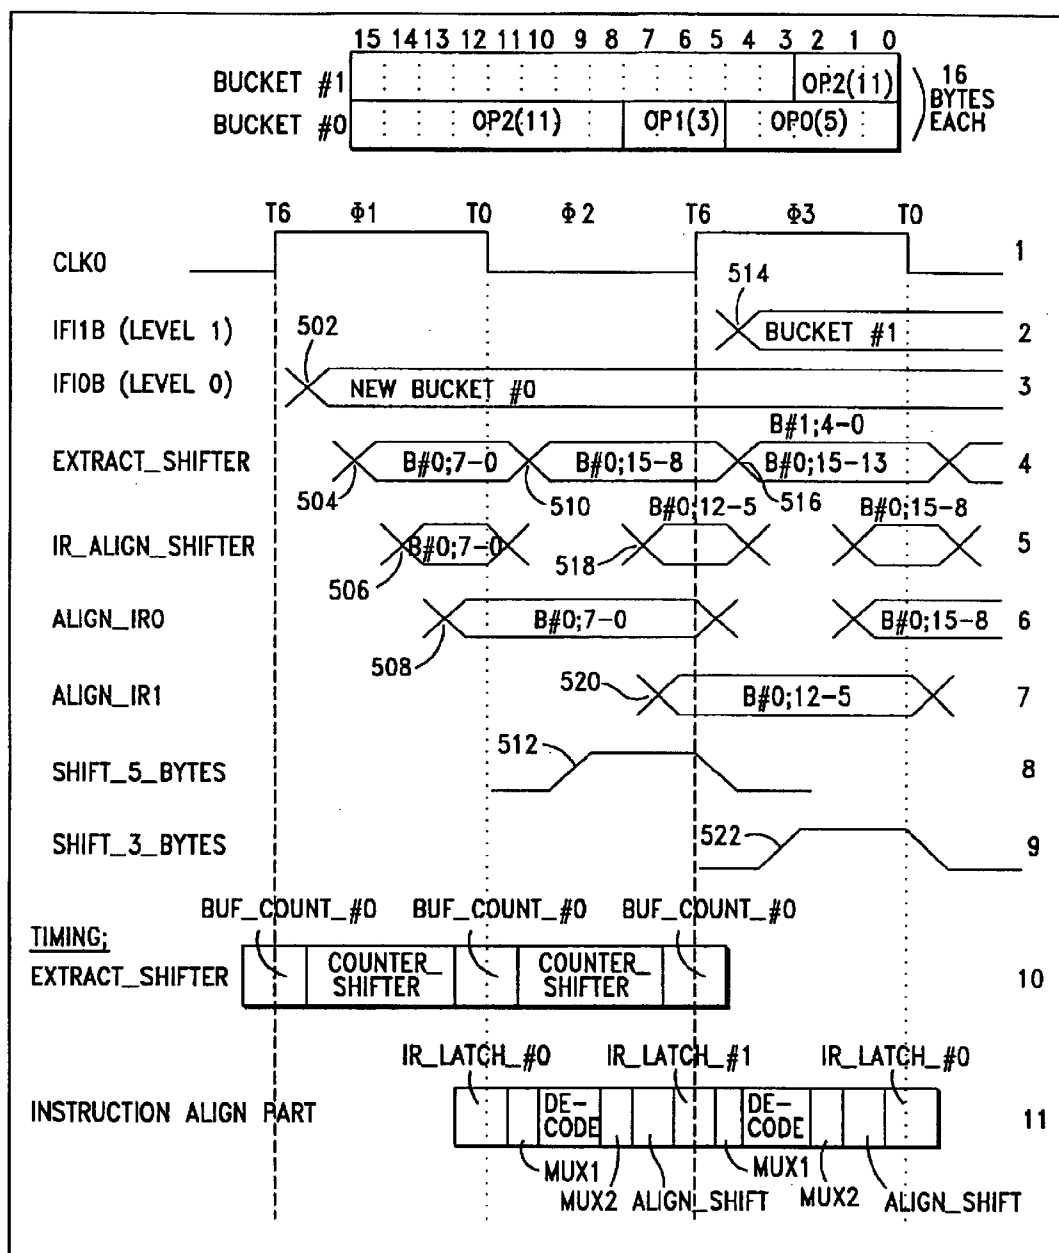 15 14 13 12 11 10 9 8 7 6 5 4 3 2 1 0
BUCKET #1 OP2(11)
BUCKET #0 OP2(11) OP1(3) OP0(5)
16
BYTES
EACH
T6 Φ1 T0 Φ2 T6 Φ3 T0
CLK0 1
514
IFI1B (LEVEL 1) BUCKET #1 2
502
IFI0B (LEVEL 0) NEW BUCKET #0 3
B#1;4-0
EXTRACT_SHIFTER B#0;7-0 B#0;15-8 B#0;15-13 4
504 510 516
B#0;12-5 B#0;15-8
IR_ALIGN_SHIFTER B#0;7-0 5
506 518
ALIGN_IR0 B#0;7-0 B#0;15-8 6
508
520
ALIGN_IR1 B#0;12-5 7
512
SHIFT_5_BYTES 8
522
SHIFT_3_BYTES 9
BUF_COUNT_#0 BUF_COUNT_#0 BUF_COUNT_#0
TIMING;
EXTRACT_SHIFTER COUNTER_ SHIFTER COUNTER_ SHIFTER 10
IR_LATCH_#0 IR_LATCH_#1 IR_LATCH_#0
INSTRUCTION ALIGN PART DE- CODE DE- CODE 11
MUX1 MUX1
MUX2 ALIGN_SHIFT MUX2 ALIGN_SHIFT